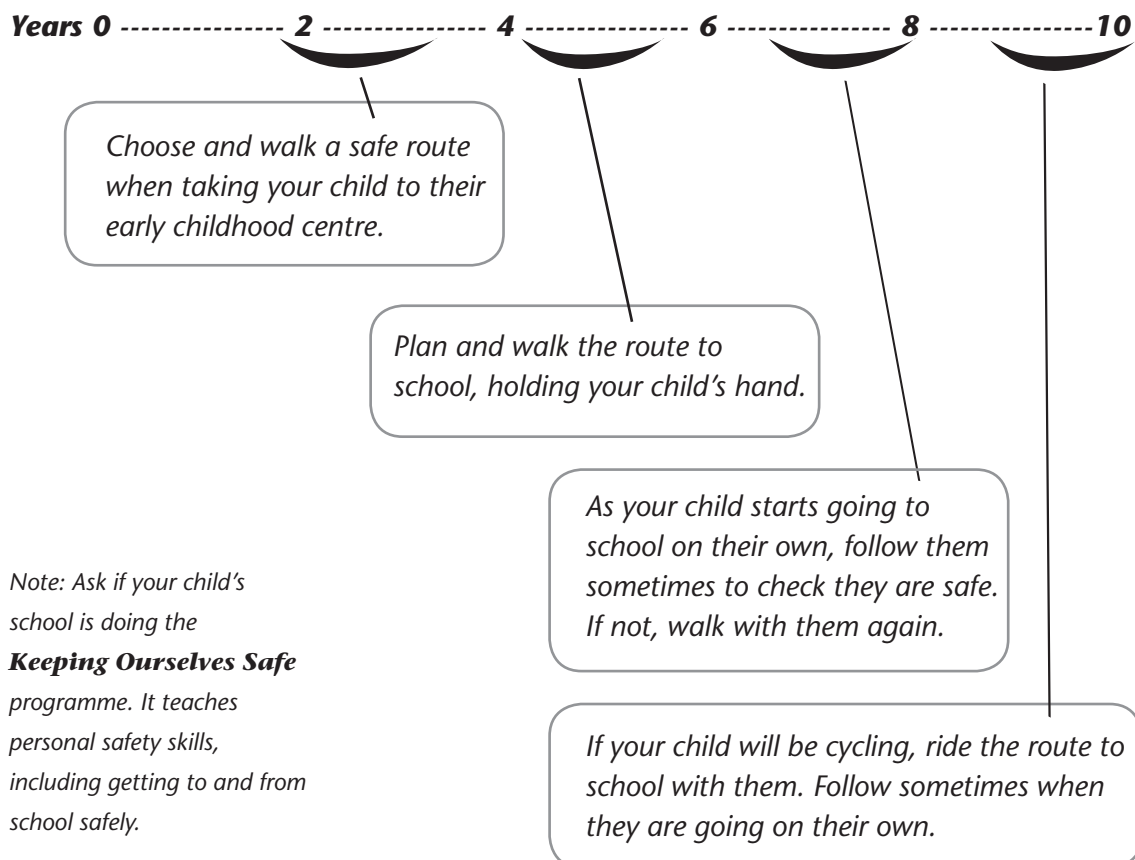 Years 0 ---------------- 2 ---------------- 4 ---------------- 6 ---------------- 8 ----------------10
Choose and walk a safe route
when taking your child to their
early childhood centre.
Plan and walk the route to
school, holding your child's hand.
As your child starts going to
school on their own, follow them
sometimes to check they are safe.
If not, walk with them again.
Note: Ask if your child's
school is doing the
Keeping Ourselves Safe
programme. It teaches
personal safety skills,
including getting to and from
school safely.
If your child will be cycling, ride the route to
school with them. Follow sometimes when
they are going on their own.